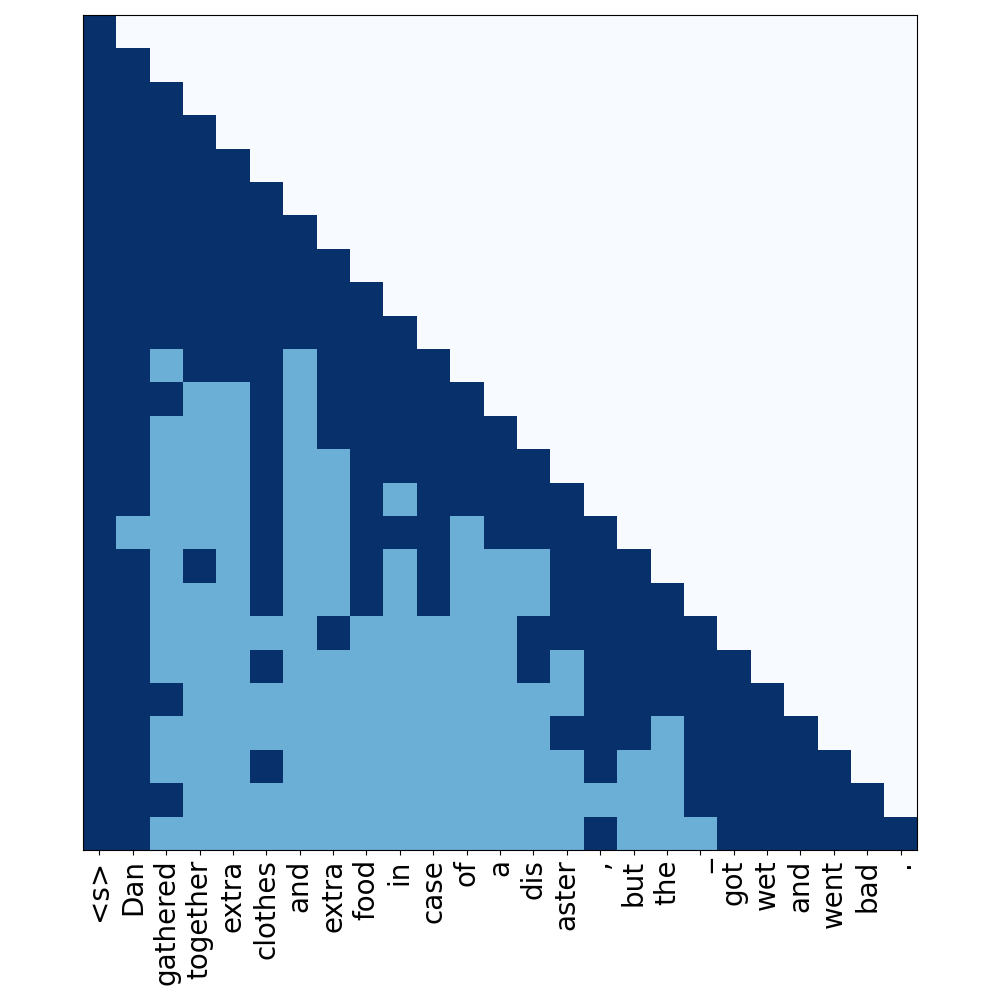 <s> Dan gathered together extra clothes and extra food in case of a dis aster , but the _ got wet and went bad .